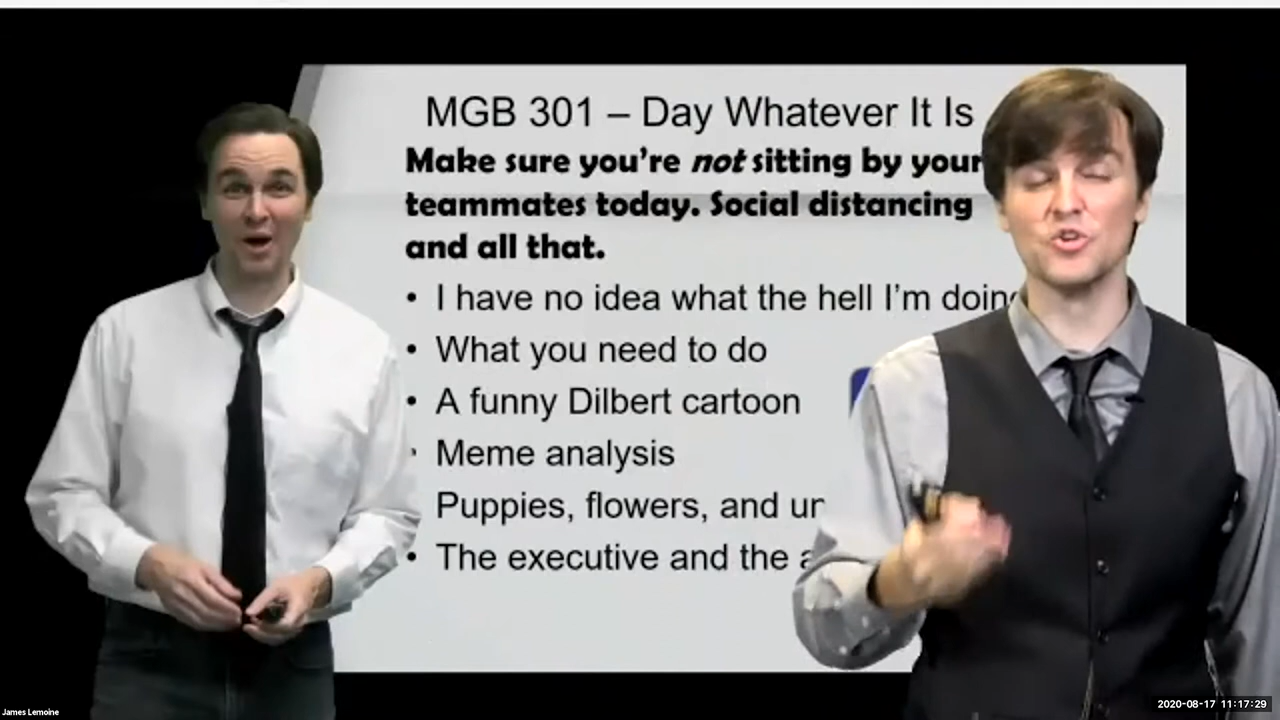 MGB 301 – Day Whatever It Is
Make sure you're not sitting by your
teammates today. Social distancing
and all that.
• I have no idea what the hell I'm doing
• What you need to do
• A funny Dilbert cartoon
• Meme analysis
Puppies, flowers, and
• The executive and the
James Lemoine
2020-08-17 11:17:29